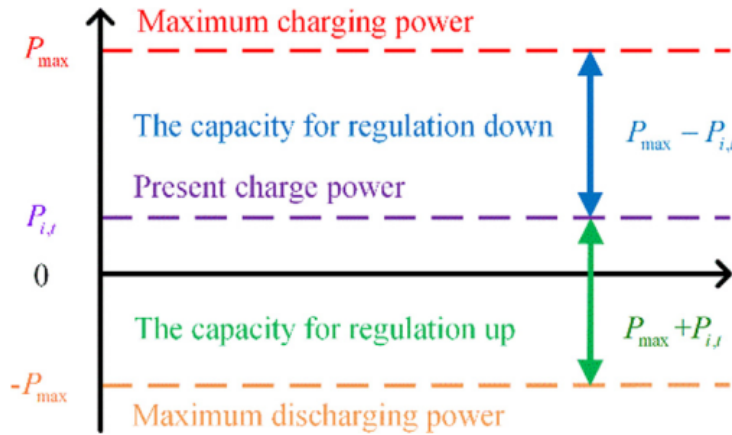 Maximum charging power
P_max
The capacity for regulation down
P_max − P_i,t
Present charge power
P_i,t
0
The capacity for regulation up
P_max + P_i,t
-P_max
Maximum discharging power